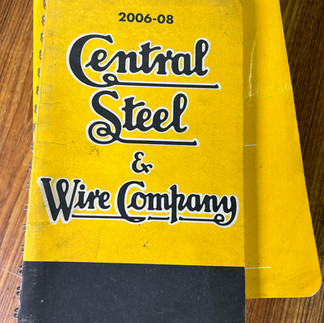 2006-08
Central
Steel
&
Wire Company